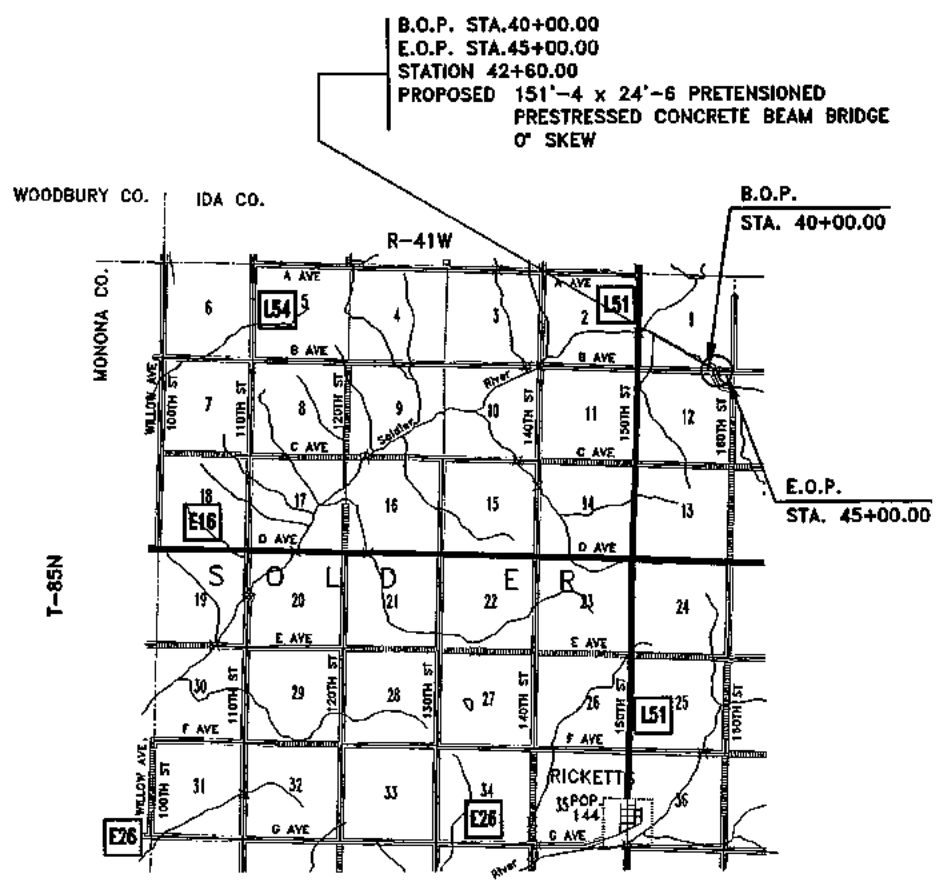 B.O.P. STA.40+00.00
E.O.P. STA.45+00.00
STATION 42+60.00
PROPOSED 151'-4 x 24'-6 PRETENSIONED
PRESTRESSED CONCRETE BEAM BRIDGE
0° SKEW
WOODBURY CO. IDA CO.
B.O.P.
STA. 40+00.00
R-41W
MONONA CO.
A AVE
A AVE
6
L54
5
4
3
2
L51
1
B AVE
B AVE
WILLOW AVE
100TH ST
110TH ST
120TH ST
140TH ST
150TH ST
160TH ST
River
Soldier
7
8
9
10
11
12
C AVE
C AVE
E.O.P.
STA. 45+00.00
18
17
16
15
14
13
E16
D AVE
D AVE
T-85N
S O L D E R
19
20
21
22
23
24
E AVE
E AVE
30
29
28
27
26
25
110TH ST
120TH ST
130TH ST
140TH ST
150TH ST
160TH ST
L51
F AVE
F AVE
WILLOW AVE
100TH ST
31
32
33
34
35
36
RICKETTS
POP.
144
E26
E26
G AVE
G AVE
River